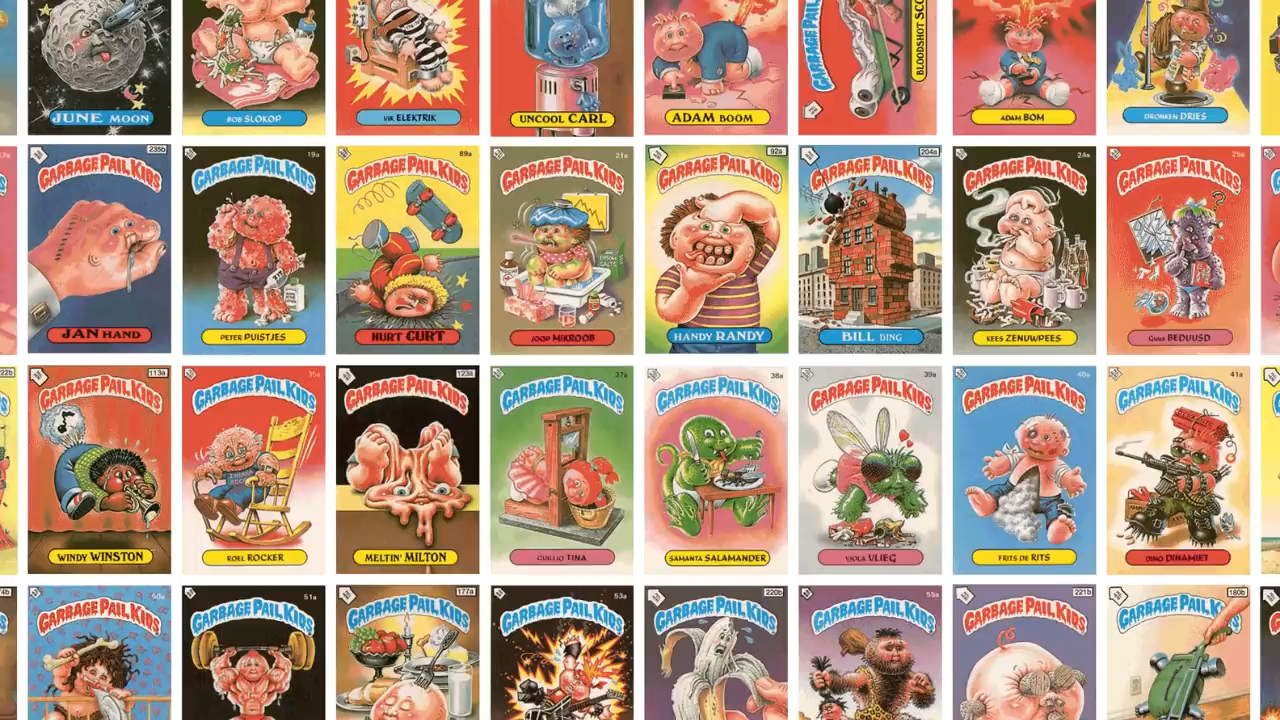 JUNE MOON
BOB SLOKOP
VIK ELEKTRIK
UNCOOL CARL
ADAM BOOM
GARBAGE PAIL
BLOODSHOT SCO
ADAM BOM
DRONKEN DRIES
GARBAGE PAIL KIDS
235b
JAN HAND
GARBAGE PAIL KIDS
19a
PETER PUISTJES
GARBAGE PAIL KIDS
89a
HURT CURT
GARBAGE PAIL KIDS
21a
EPSOM SALTS
JOOP MIKROOB
GARBAGE PAIL KIDS
92a
HANDY RANDY
GARBAGE PAIL KIDS
204a
BILL DING
GARBAGE PAIL KIDS
24a
KEES ZENUWPEES
GARBAGE PAIL KIDS
BEDUUSD
22b
GARBAGE PAIL KIDS
113a
WINDY WINSTON
GARBAGE PAIL KIDS
35a
ROEL ROCKER
GARBAGE PAIL KIDS
123a
MELTIN' MILTON
GARBAGE PAIL KIDS
37a
GUILLO TINA
GARBAGE PAIL KIDS
38a
SAMANTA SALAMANDER
GARBAGE PAIL KIDS
39a
VIOLA VLIEG
GARBAGE PAIL KIDS
40a
FRITS DE RITS
GARBAGE PAIL KIDS
41a
DINO DINAMIET
74b
GARBAGE PAIL KIDS
50a
GARBAGE PAIL KIDS
51a
GARBAGE PAIL KIDS
177a
GARBAGE PAIL KIDS
53a
GARBAGE PAIL KIDS
220b
GARBAGE PAIL KIDS
55a
GARBAGE PAIL KIDS
221b
GARBAGE PAIL K
180b